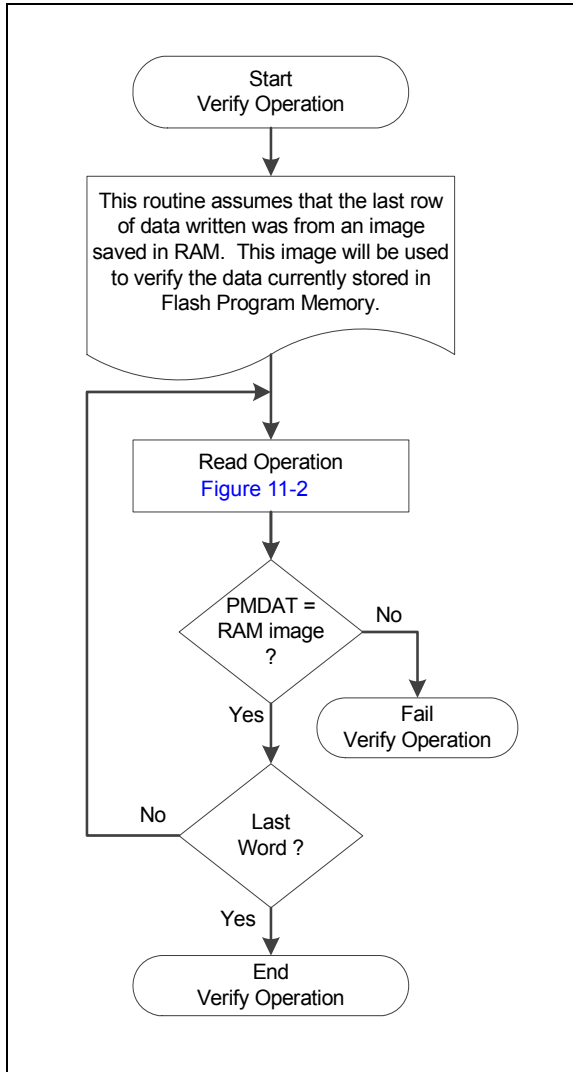 Start
Verify Operation
This routine assumes that the last row
of data written was from an image
saved in RAM. This image will be used
to verify the data currently stored in
Flash Program Memory.
Read Operation
Figure 11-2
PMDAT =
RAM image
?
No
Yes
Fail
Verify Operation
No
Last
Word ?
Yes
End
Verify Operation